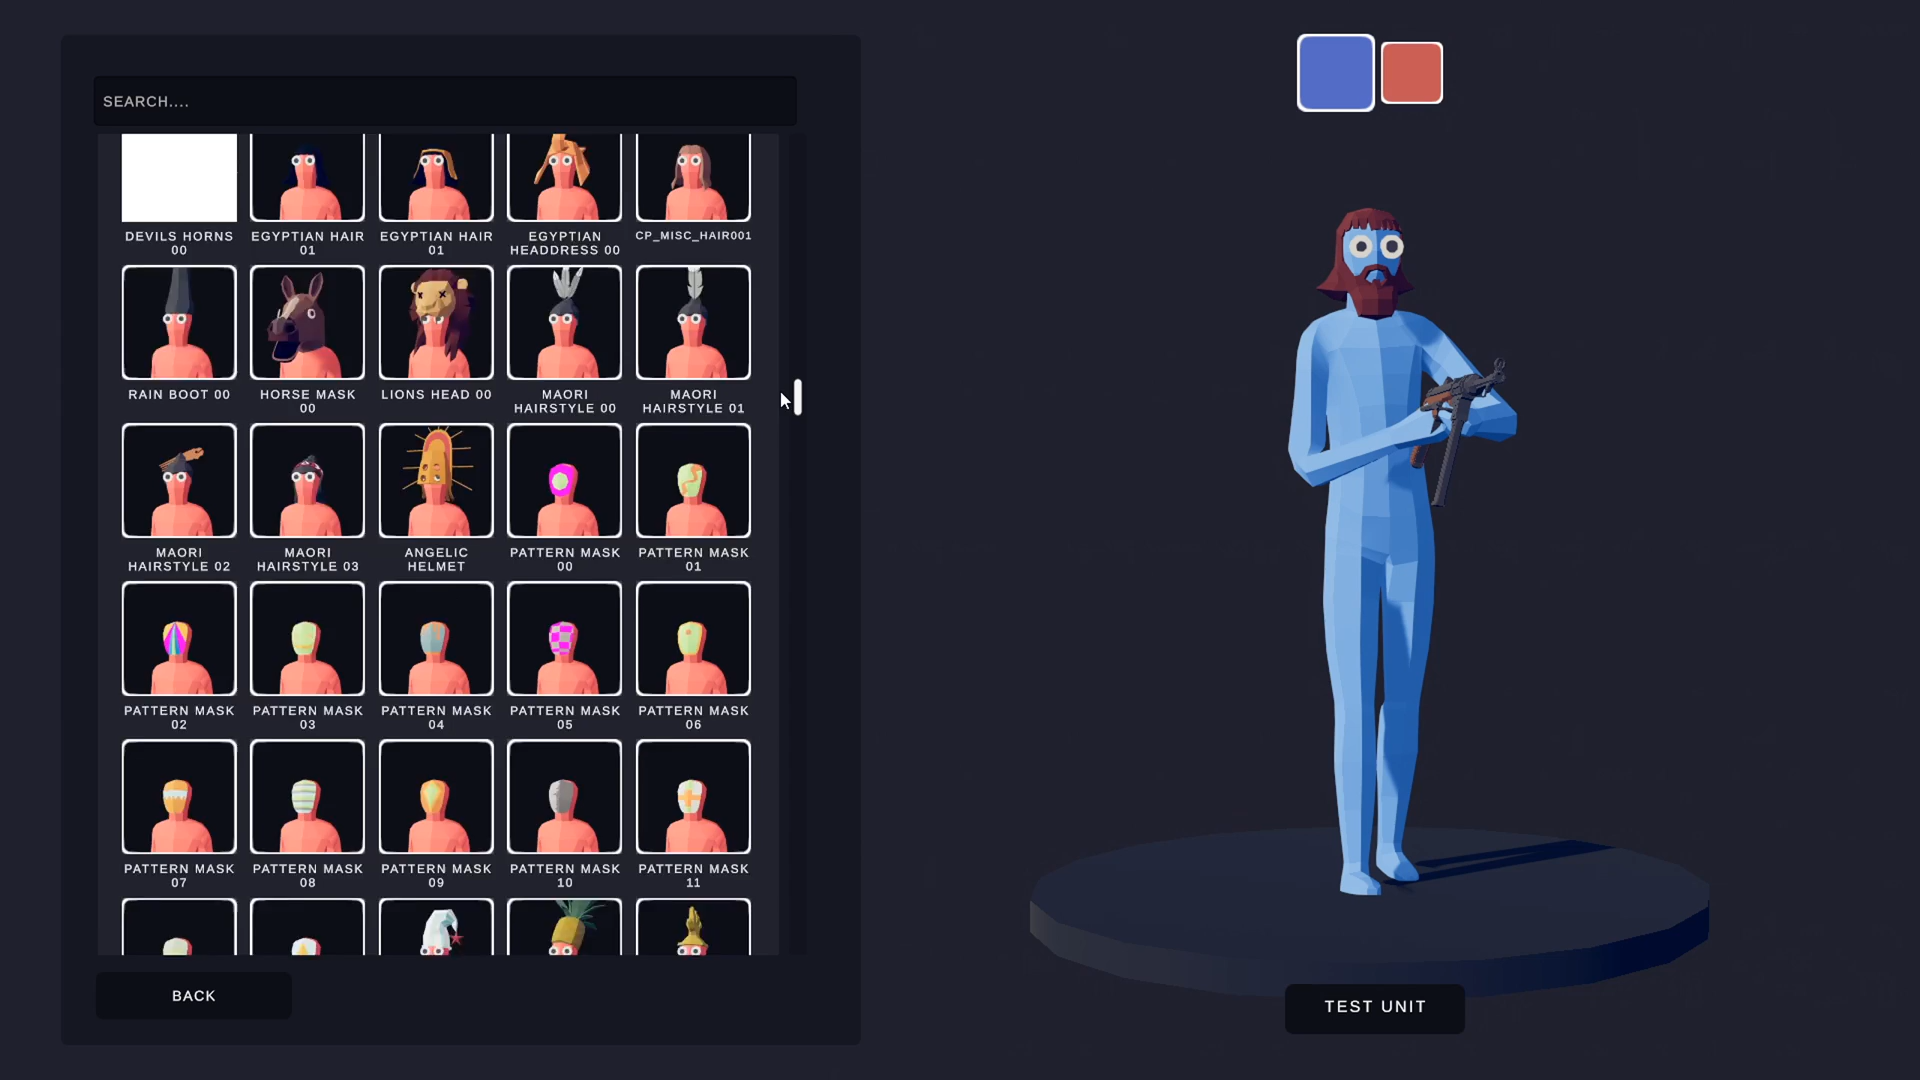 SEARCH....
DEVILS HORNS
00
EGYPTIAN HAIR
01
EGYPTIAN HAIR
01
EGYPTIAN
HEADDRESS 00
CP_MISC_HAIR001
RAIN BOOT 00
HORSE MASK
00
LIONS HEAD 00
MAORI
HAIRSTYLE 00
MAORI
HAIRSTYLE 01
MAORI
HAIRSTYLE 02
MAORI
HAIRSTYLE 03
ANGELIC
HELMET
PATTERN MASK
00
PATTERN MASK
01
PATTERN MASK
02
PATTERN MASK
03
PATTERN MASK
04
PATTERN MASK
05
PATTERN MASK
06
PATTERN MASK
07
PATTERN MASK
08
PATTERN MASK
09
PATTERN MASK
10
PATTERN MASK
11
BACK
TEST UNIT